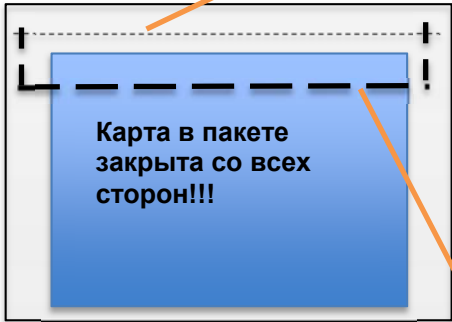 Карта в пакете
закрыта со всех
сторон!!!